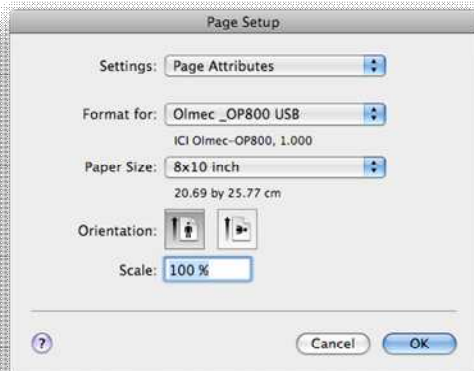 Page Setup
Settings: Page Attributes
Format for: Olmec _OP800 USB
ICI Olmec-OP800, 1.000
Paper Size: 8x10 inch
20.69 by 25.77 cm
Orientation:
Scale: 100 %
? Cancel OK